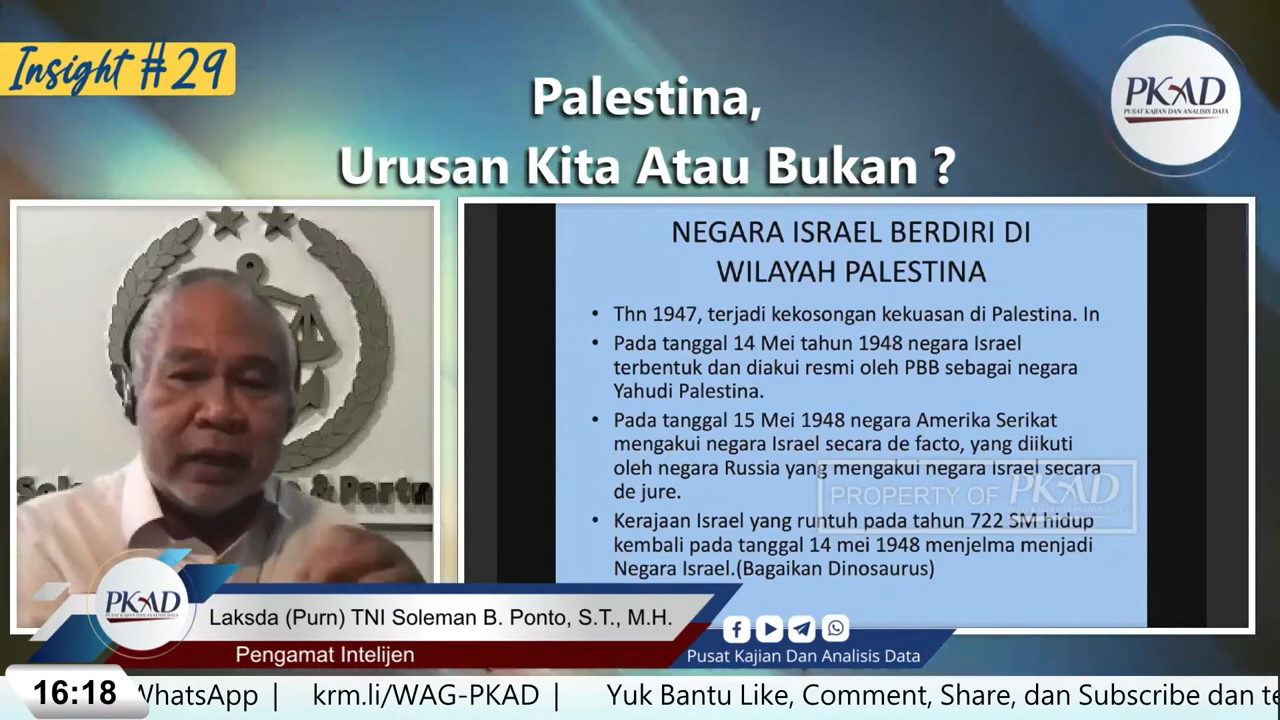 Insight #29
Palestina,
Urusan Kita Atau Bukan ?
PKAD
PUSAT KAJIAN DAN ANALISIS DATA
NEGARA ISRAEL BERDIRI DI
WILAYAH PALESTINA
• Thn 1947, terjadi kekosongan kekuasan di Palestina. In
• Pada tanggal 14 Mei tahun 1948 negara Israel
terbentuk dan diakui resmi oleh PBB sebagai negara
Yahudi Palestina.
• Pada tanggal 15 Mei 1948 negara Amerika Serikat
mengakui negara Israel secara de facto, yang diikuti
oleh negara Russia yang mengakui negara Israel secara
de jure.
PROPERTY OF PKAD
• Kerajaan Israel yang runtuh pada tahun 722 SM hidup
kembali pada tanggal 14 mei 1948 menjelma menjadi
Negara Israel.(Bagaikan Dinosaurus)
& Partn
PKAD
PUSAT KAJIAN DAN ANALISIS DATA
Laksda (Purn) TNI Soleman B. Ponto, S.T., M.H.
Pengamat Intelijen
Pusat Kajian Dan Analisis Data
16:18
WhatsApp | krm.li/WAG-PKAD | Yuk Bantu Like, Comment, Share, dan Subscribe dan te